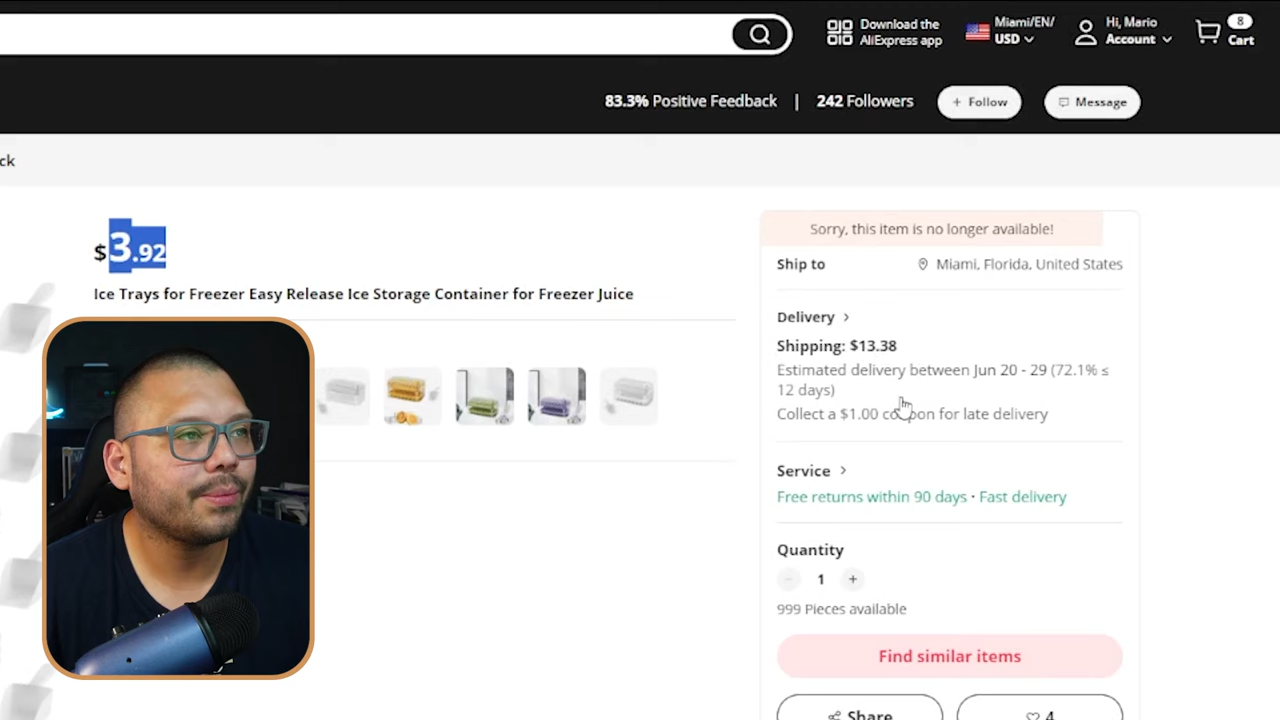 Download the
AliExpress app
Miami/EN/
USD
Hi, Mario
Account
8
Cart
83.3% Positive Feedback | 242 Followers
+ Follow
Message
ck
$3.92
Ice Trays for Freezer Easy Release Ice Storage Container for Freezer Juice
Sorry, this item is no longer available!
Ship to
Miami, Florida, United States
Delivery >
Shipping: $13.38
Estimated delivery between Jun 20 - 29 (72.1% ≤
12 days)
Collect a $1.00 coupon for late delivery
Service >
Free returns within 90 days · Fast delivery
Quantity
- 1 +
999 Pieces available
Find similar items
Share
4